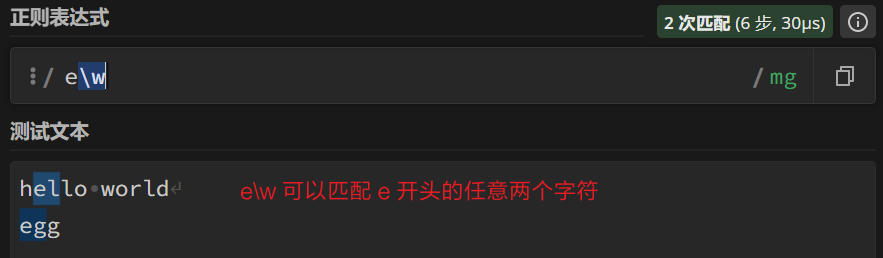 正则表达式
2 次匹配 (6 步, 30μs)
/ e\w / mg
测试文本
hello·world↵
e\w 可以匹配 e 开头的任意两个字符
egg